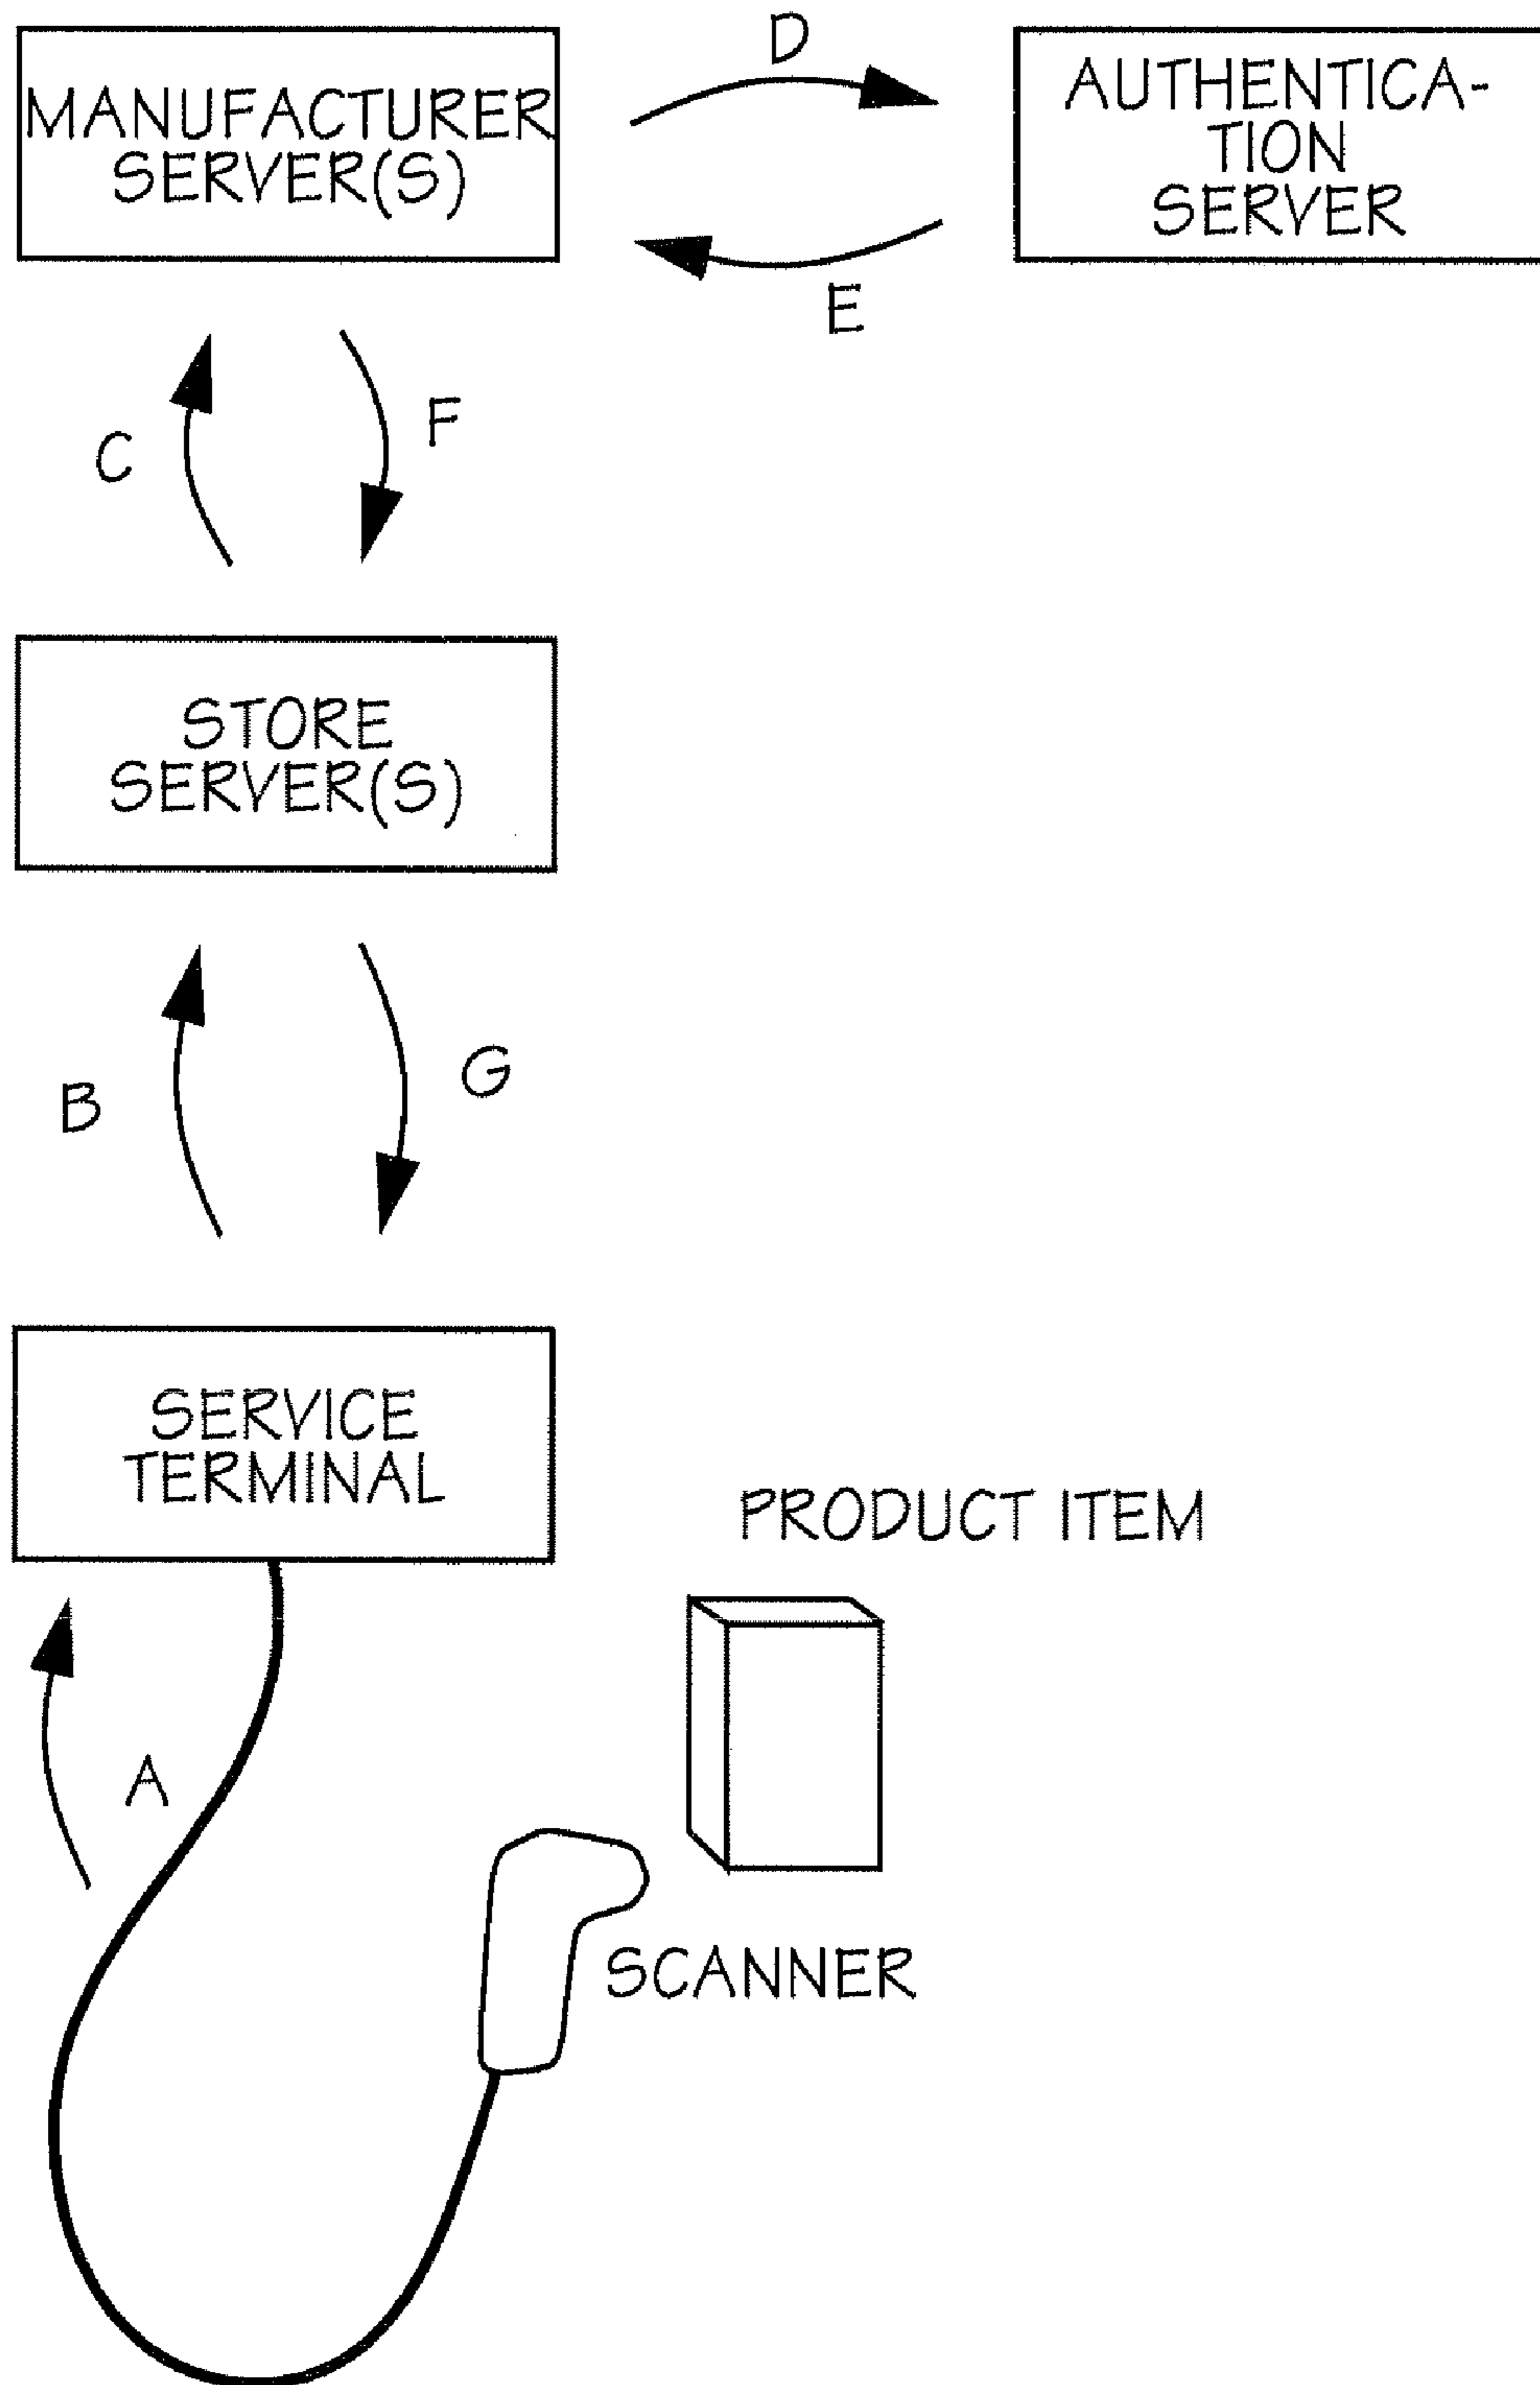 D
MANUFACTURER
SERVER(S)
AUTHENTICA-
TION
SERVER
E
C
F
STORE
SERVER(S)
B
G
SERVICE
TERMINAL
PRODUCT ITEM
A
SCANNER